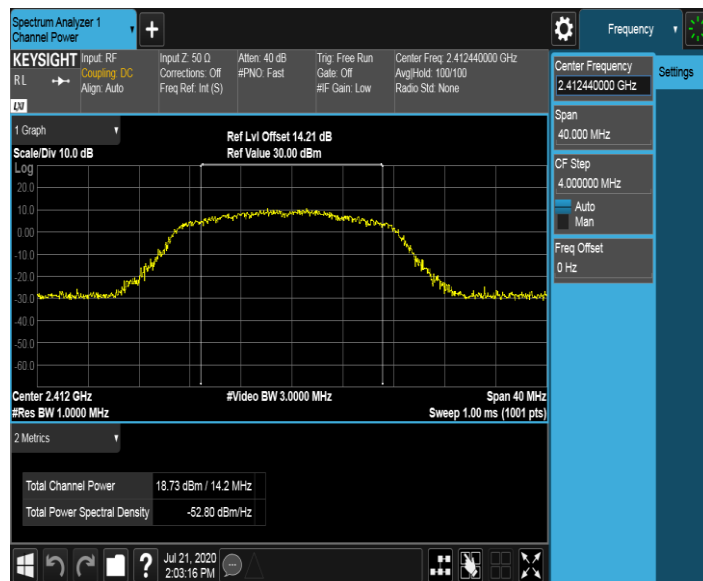 Spectrum Analyzer 1
Channel Power
+
Frequency
KEYSIGHT
R L
LXI
Input: RF
Coupling: DC
Align: Auto
Input Z: 50 Ω
Corrections: Off
Freq Ref: Int (S)
Atten: 40 dB
#PNO: Fast
Trig: Free Run
Gate: Off
#IF Gain: Low
Center Freq: 2.412440000 GHz
Avg|Hold: 100/100
Radio Std: None
Center Frequency
2.412440000 GHz
Settings
Span
40.000 MHz
CF Step
4.000000 MHz
Auto
Man
Freq Offset
0 Hz
1 Graph
Scale/Div 10.0 dB
Ref Lvl Offset 14.21 dB
Ref Value 30.00 dBm
Log
20.0
10.0
0.00
-10.0
-20.0
-30.0
-40.0
-50.0
-60.0
Center 2.412 GHz
#Video BW 3.0000 MHz
Span 40 MHz
#Res BW 1.0000 MHz
Sweep 1.00 ms (1001 pts)
2 Metrics
Total Channel Power 18.73 dBm / 14.2 MHz
Total Power Spectral Density -52.80 dBm/Hz
?
Jul 21, 2020
2:03:16 PM